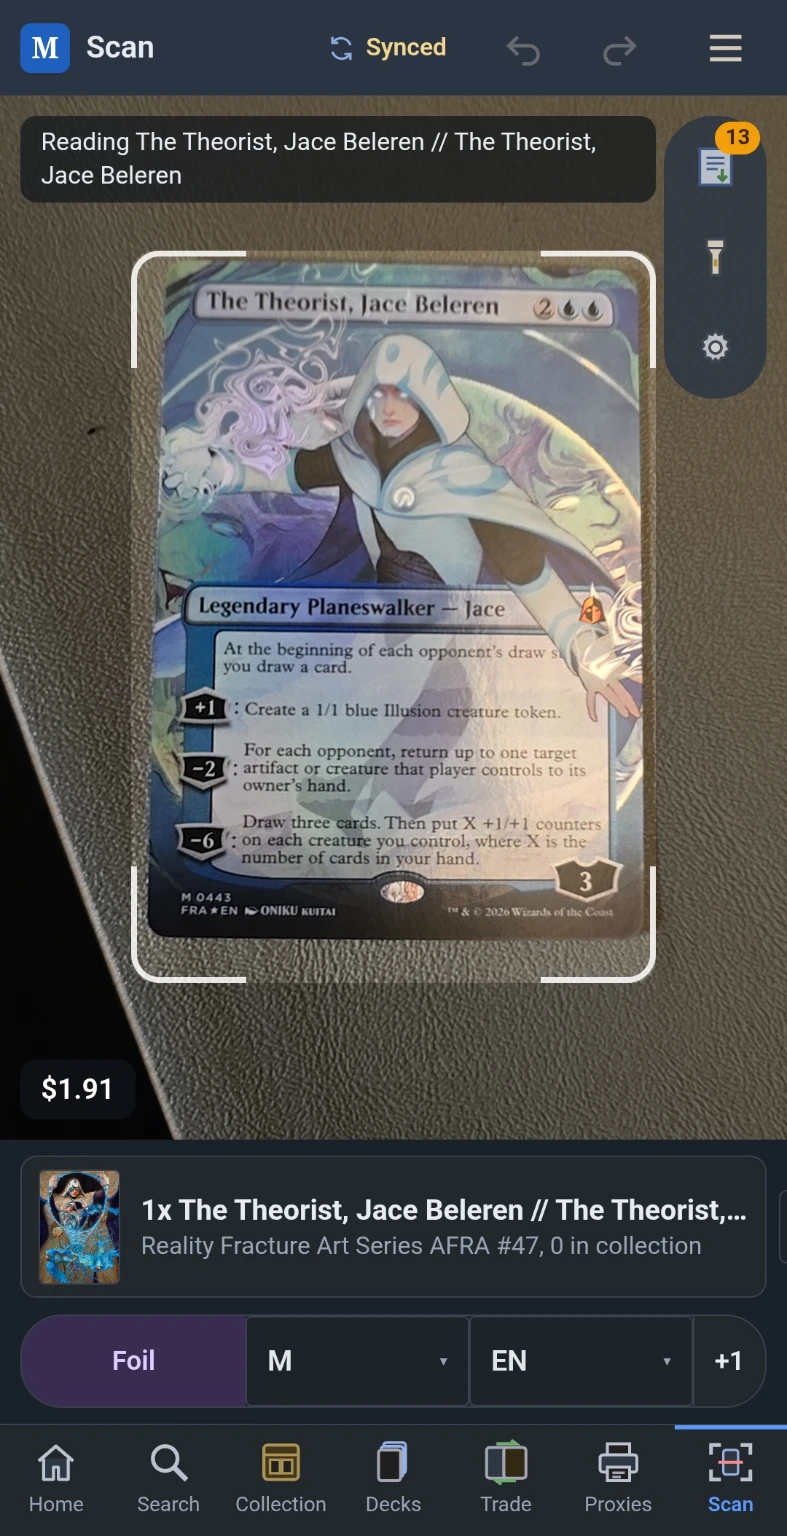 M Scan Synced
13
Reading The Theorist, Jace Beleren // The Theorist,
Jace Beleren
The Theorist, Jace Beleren 2
Legendary Planeswalker — Jace
At the beginning of each opponent's draw
you draw a card.
+1 : Create a 1/1 blue Illusion creature token.
For each opponent, return up to one target
-2 : artifact or creature that player controls to its
owner's hand.
Draw three cards. Then put X +1/+1 counters
-6 : on each creature you control, where X is the
number of cards in your hand.
3
M 0443
FRA★EN ONIKU KUITAI ™ & © 2026 Wizards of the Coast
$1.91
1x The Theorist, Jace Beleren // The Theorist,...
Reality Fracture Art Series AFRA #47, 0 in collection
Foil M ▾ EN ▾ +1
Home Search Collection Decks Trade Proxies Scan